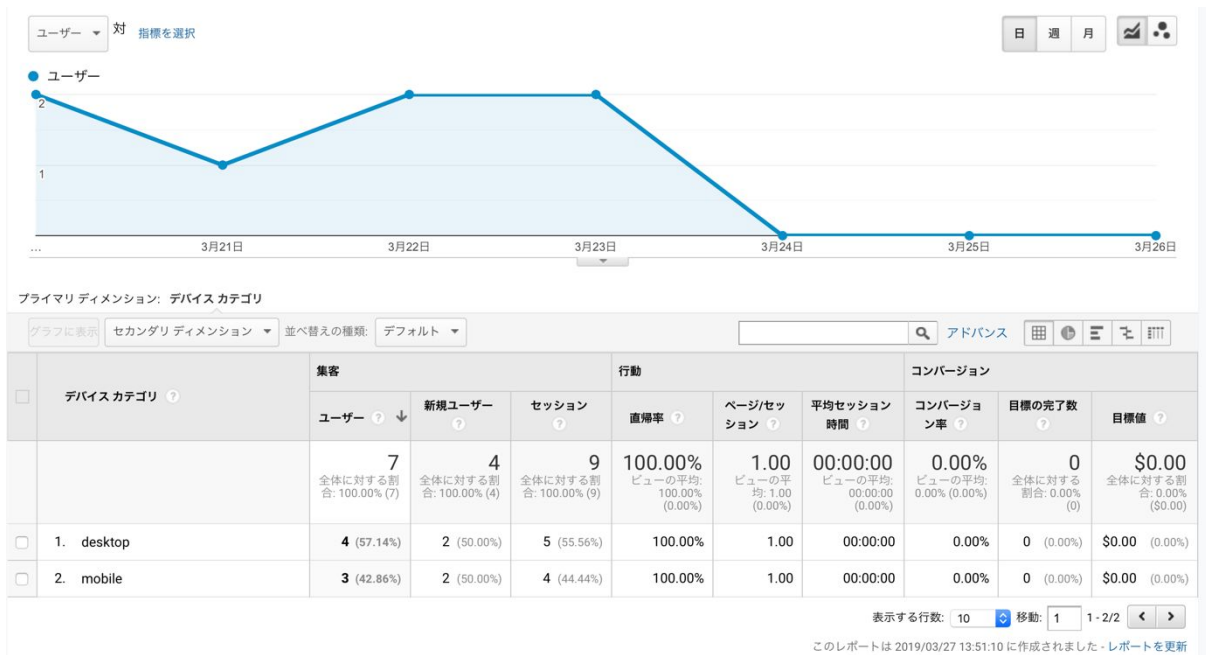 ユーザー 対 指標を選択 日 週 月
ユーザー
2
1
... 3月21日 3月22日 3月23日 3月24日 3月25日 3月26日
プライマリ ディメンション: デバイス カテゴリ
グラフに表示 セカンダリ ディメンション 並べ替えの種類: デフォルト アドバンス
集客 行動 コンバージョン
デバイス カテゴリ ?
ユーザー ? 新規ユーザー ? セッション ? 直帰率 ? ページ/セッション ? 平均セッション時間 ? コンバージョン率 ? 目標の完了数 ? 目標値 ?
7 4 9 100.00% 1.00 00:00:00 0.00% 0 $0.00
全体に対する割合: 100.00% (7) 全体に対する割合: 100.00% (4) 全体に対する割合: 100.00% (9) ビューの平均: 100.00% (0.00%) ビューの平均: 1.00 (0.00%) ビューの平均: 00:00:00 (0.00%) ビューの平均: 0.00% (0.00%) 全体に対する割合: 0.00% (0) 全体に対する割合: 0.00% ($0.00)
1. desktop 4 (57.14%) 2 (50.00%) 5 (55.56%) 100.00% 1.00 00:00:00 0.00% 0 (0.00%) $0.00 (0.00%)
2. mobile 3 (42.86%) 2 (50.00%) 4 (44.44%) 100.00% 1.00 00:00:00 0.00% 0 (0.00%) $0.00 (0.00%)
表示する行数: 10 移動: 1 1 - 2/2
このレポートは 2019/03/27 13:51:10 に作成されました - レポートを更新